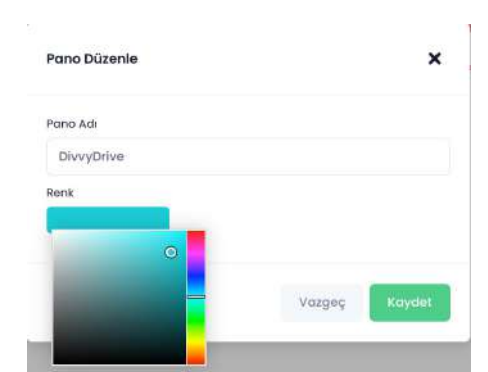 Pano Düzenle
Pano Adı
DivvyDrive
Renk
Vazgeç
Kaydet